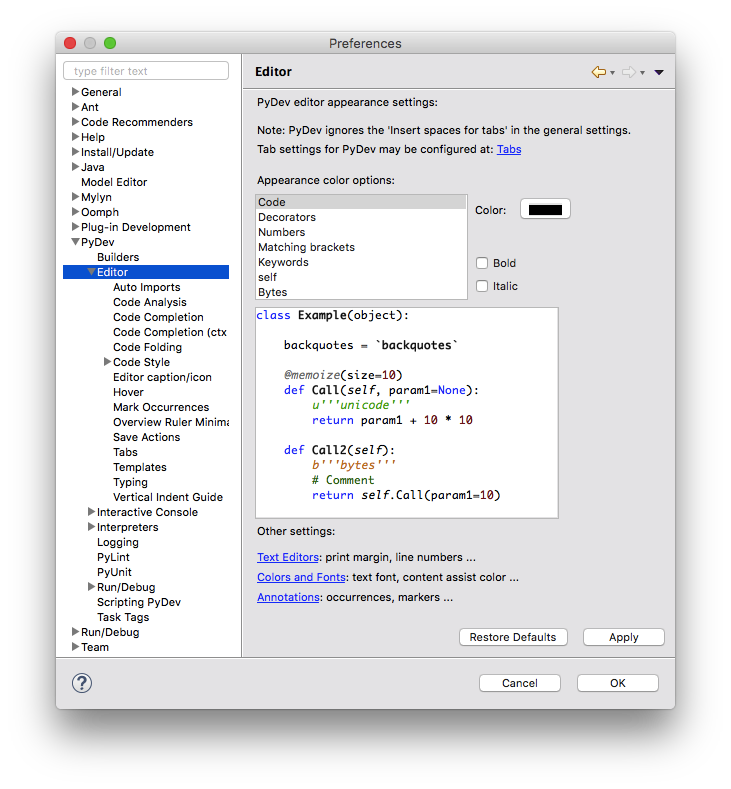 Preferences
type filter text
General
Ant
Code Recommenders
Help
Install/Update
Java
Model Editor
Mylyn
Oomph
Plug-in Development
PyDev
Builders
Editor
Auto Imports
Code Analysis
Code Completion
Code Completion (ctx
Code Folding
Code Style
Editor caption/icon
Hover
Mark Occurrences
Overview Ruler Minima
Save Actions
Tabs
Templates
Typing
Vertical Indent Guide
Interactive Console
Interpreters
Logging
PyLint
PyUnit
Run/Debug
Scripting PyDev
Task Tags
Run/Debug
Team
Editor
PyDev editor appearance settings:
Note: PyDev ignores the 'Insert spaces for tabs' in the general settings.
Tab settings for PyDev may be configured at: Tabs
Appearance color options:
Code
Decorators
Numbers
Matching brackets
Keywords
self
Bytes
Color:
Bold
Italic
class Example(object):
backquotes = `backquotes`
@memoize(size=10)
def Call(self, param1=None):
u'''unicode'''
return param1 + 10 * 10
def Call2(self):
b'''bytes'''
# Comment
return self.Call(param1=10)
Other settings:
Text Editors: print margin, line numbers ...
Colors and Fonts: text font, content assist color ...
Annotations: occurrences, markers ...
Restore Defaults
Apply
?
Cancel
OK